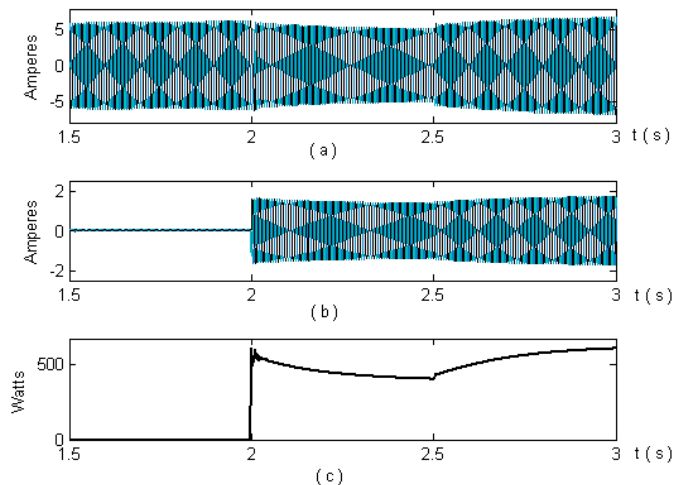 Amperes
5
0
-5
1.5 2 2.5 3 t ( s )
( a )
Amperes
2
0
-2
1.5 2 2.5 3 t ( s )
( b )
Watts
500
0
1.5 2 2.5 3 t ( s )
( c )